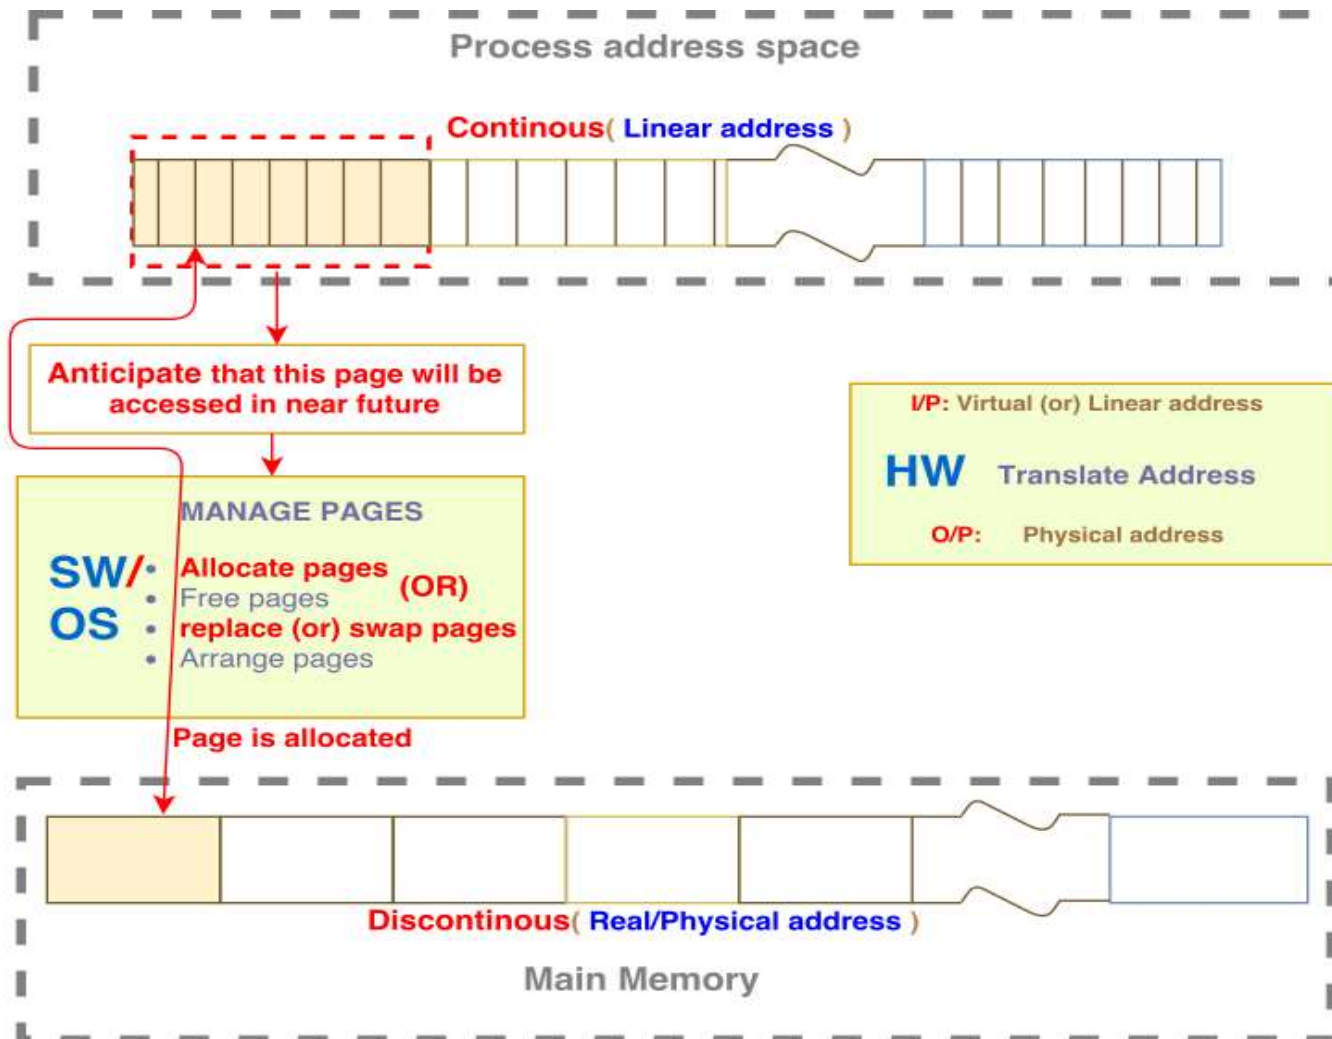 Process address space
Continous( Linear address )
Anticipate that this page will be
accessed in near future
I/P: Virtual (or) Linear address
HW Translate Address
O/P: Physical address
MANAGE PAGES
SW/
OS
• Allocate pages
(OR)
• Free pages
• replace (or) swap pages
• Arrange pages
Page is allocated
Discontinous( Real/Physical address )
Main Memory